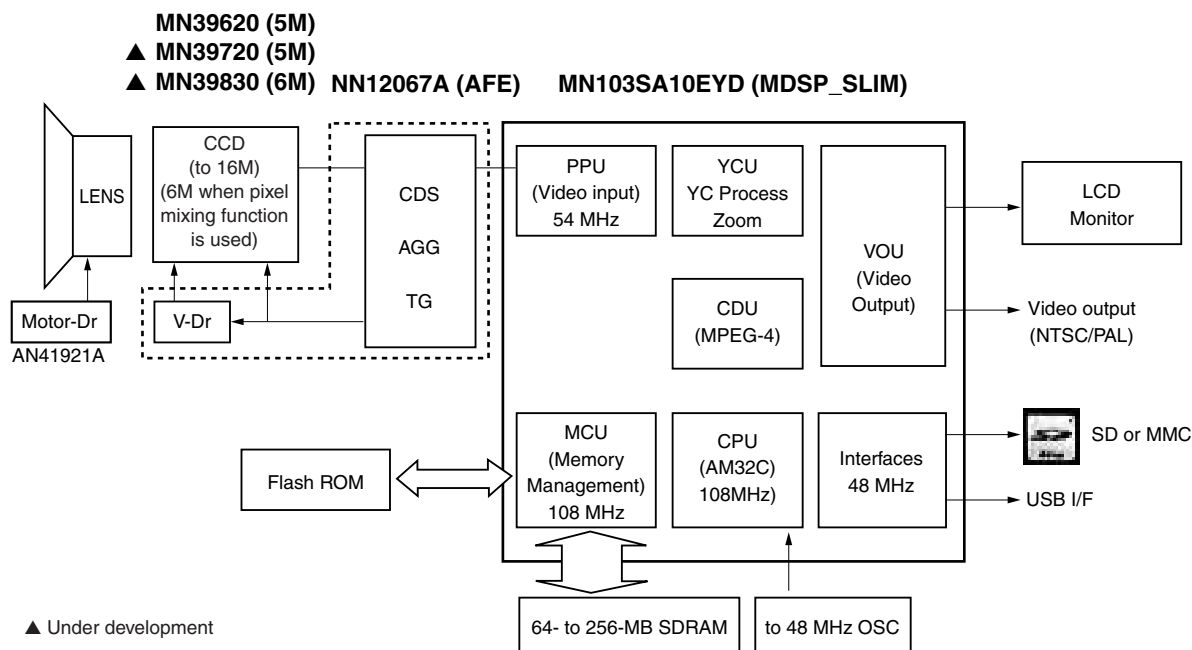 MN39620 (5M)
▲ MN39720 (5M)
▲ MN39830 (6M)
NN12067A (AFE)
MN103SA10EYD (MDSP_SLIM)
LENS
CCD
(to 16M)
(6M when pixel
mixing function
is used)
CDS
AGG
TG
Motor-Dr
AN41921A
V-Dr
PPU
(Video input)
54 MHz
YCU
YC Process
Zoom
VOU
(Video
Output)
CDU
(MPEG-4)
LCD
Monitor
Video output
(NTSC/PAL)
Flash ROM
MCU
(Memory
Management)
108 MHz
CPU
(AM32C)
108MHz)
Interfaces
48 MHz
SD or MMC
USB I/F
64- to 256-MB SDRAM
to 48 MHz OSC
▲ Under development